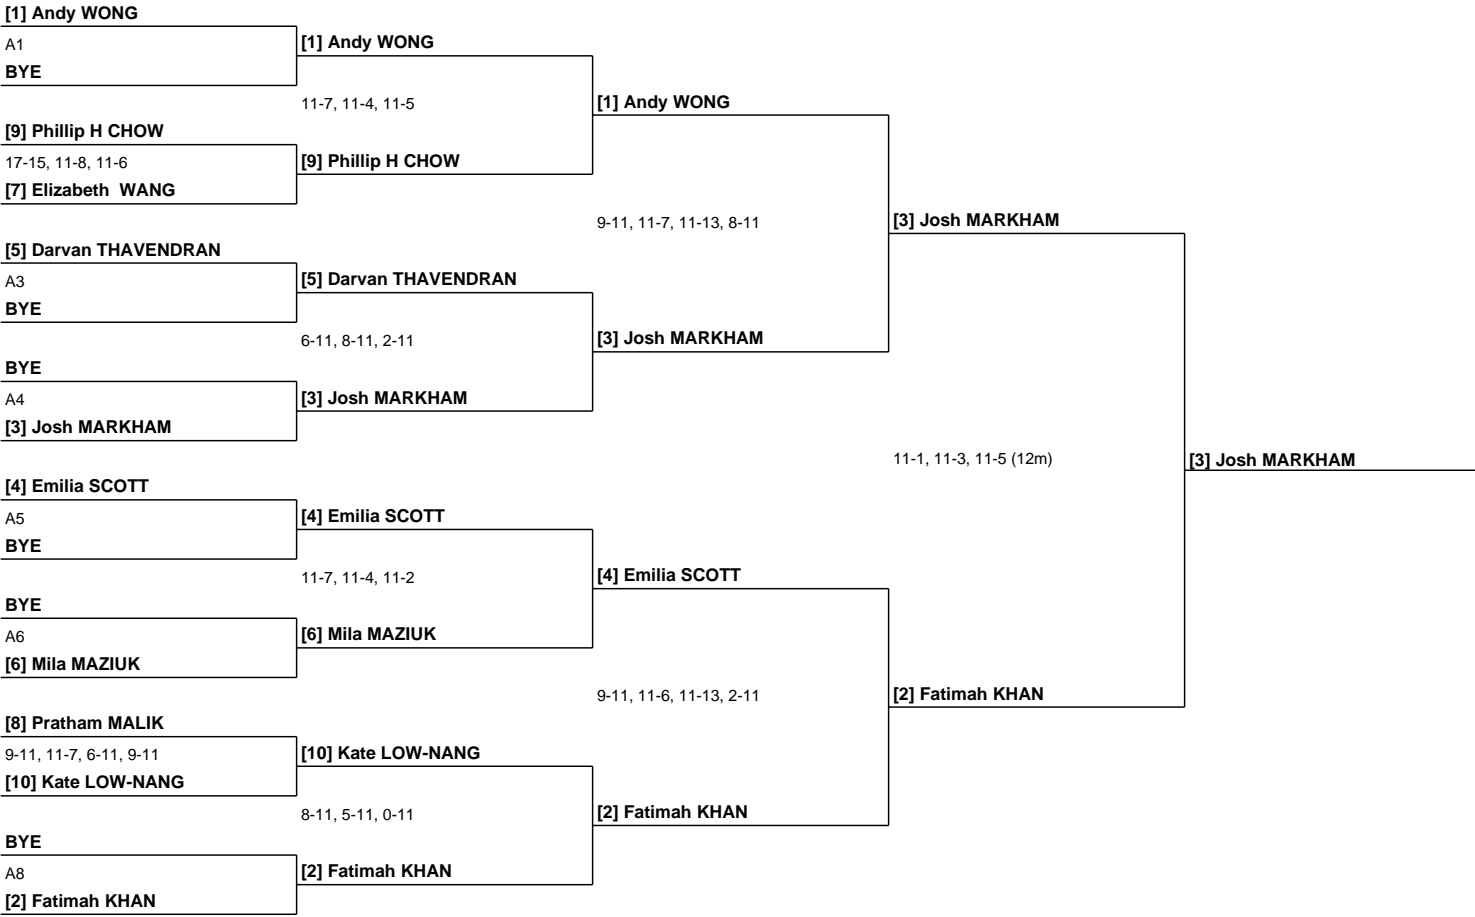 [1] Andy WONG
A1
BYE
[9] Phillip H CHOW
17-15, 11-8, 11-6
[7] Elizabeth  WANG
[5] Darvan THAVENDRAN
A3
BYE
BYE
A4
[3] Josh MARKHAM
[4] Emilia SCOTT
A5
BYE
BYE
A6
[6] Mila MAZIUK
[8] Pratham MALIK
9-11, 11-7, 6-11, 9-11
[10] Kate LOW-NANG
BYE
A8
[2] Fatimah KHAN
[1] Andy WONG
11-7, 11-4, 11-5
[9] Phillip H CHOW
[5] Darvan THAVENDRAN
6-11, 8-11, 2-11
[3] Josh MARKHAM
[4] Emilia SCOTT
11-7, 11-4, 11-2
[6] Mila MAZIUK
[10] Kate LOW-NANG
8-11, 5-11, 0-11
[2] Fatimah KHAN
[1] Andy WONG
9-11, 11-7, 11-13, 8-11
[3] Josh MARKHAM
[4] Emilia SCOTT
9-11, 11-6, 11-13, 2-11
[2] Fatimah KHAN
[3] Josh MARKHAM
11-1, 11-3, 11-5 (12m)
[2] Fatimah KHAN
[3] Josh MARKHAM